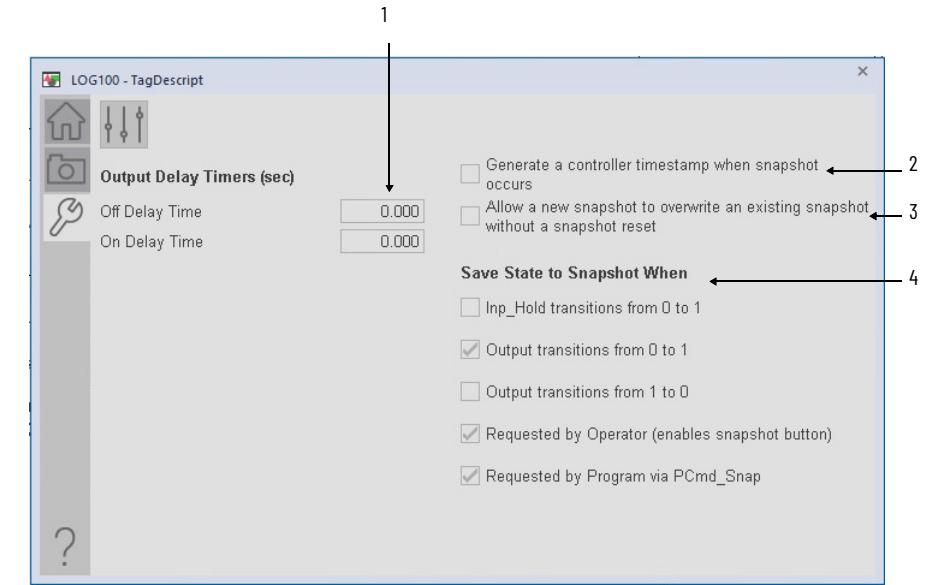 1
LOG100 - TagDescript
Output Delay Timers (sec)
Off Delay Time 0.000
On Delay Time 0.000
Generate a controller timestamp when snapshot
occurs
2
Allow a new snapshot to overwrite an existing snapshot
without a snapshot reset
3
Save State to Snapshot When
4
Inp_Hold transitions from 0 to 1
Output transitions from 0 to 1
Output transitions from 1 to 0
Requested by Operator (enables snapshot button)
Requested by Program via PCmd_Snap
?